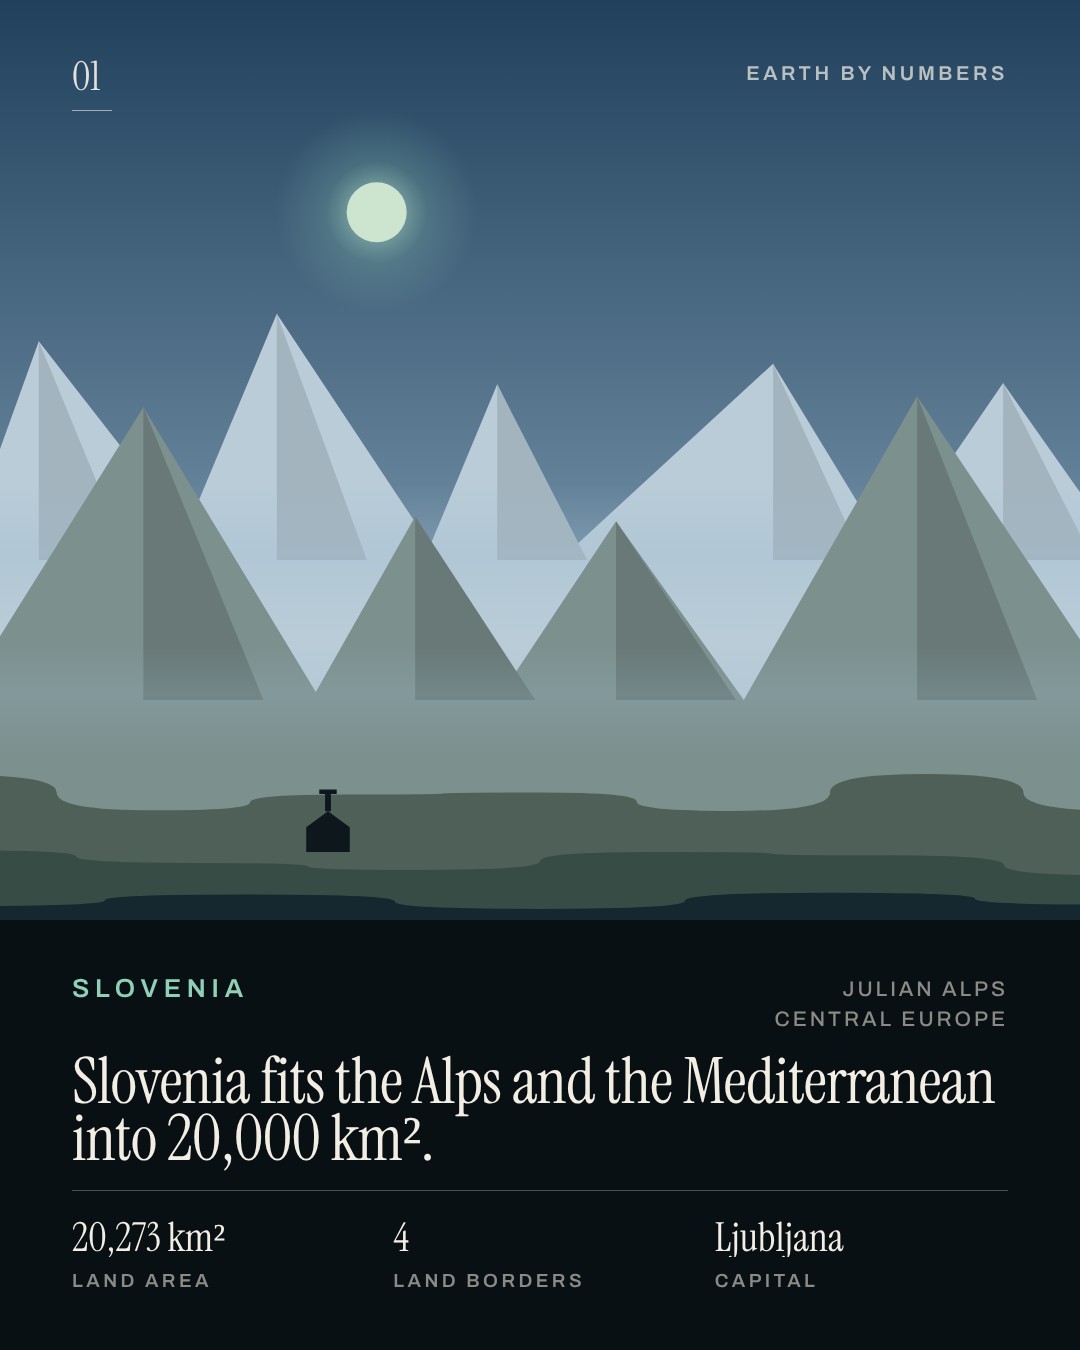 01
EARTH BY NUMBERS
SLOVENIA
JULIAN ALPS
CENTRAL EUROPE
Slovenia fits the Alps and the Mediterranean
into 20,000 km².
20,273 km²
LAND AREA
4
LAND BORDERS
Ljubljana
CAPITAL